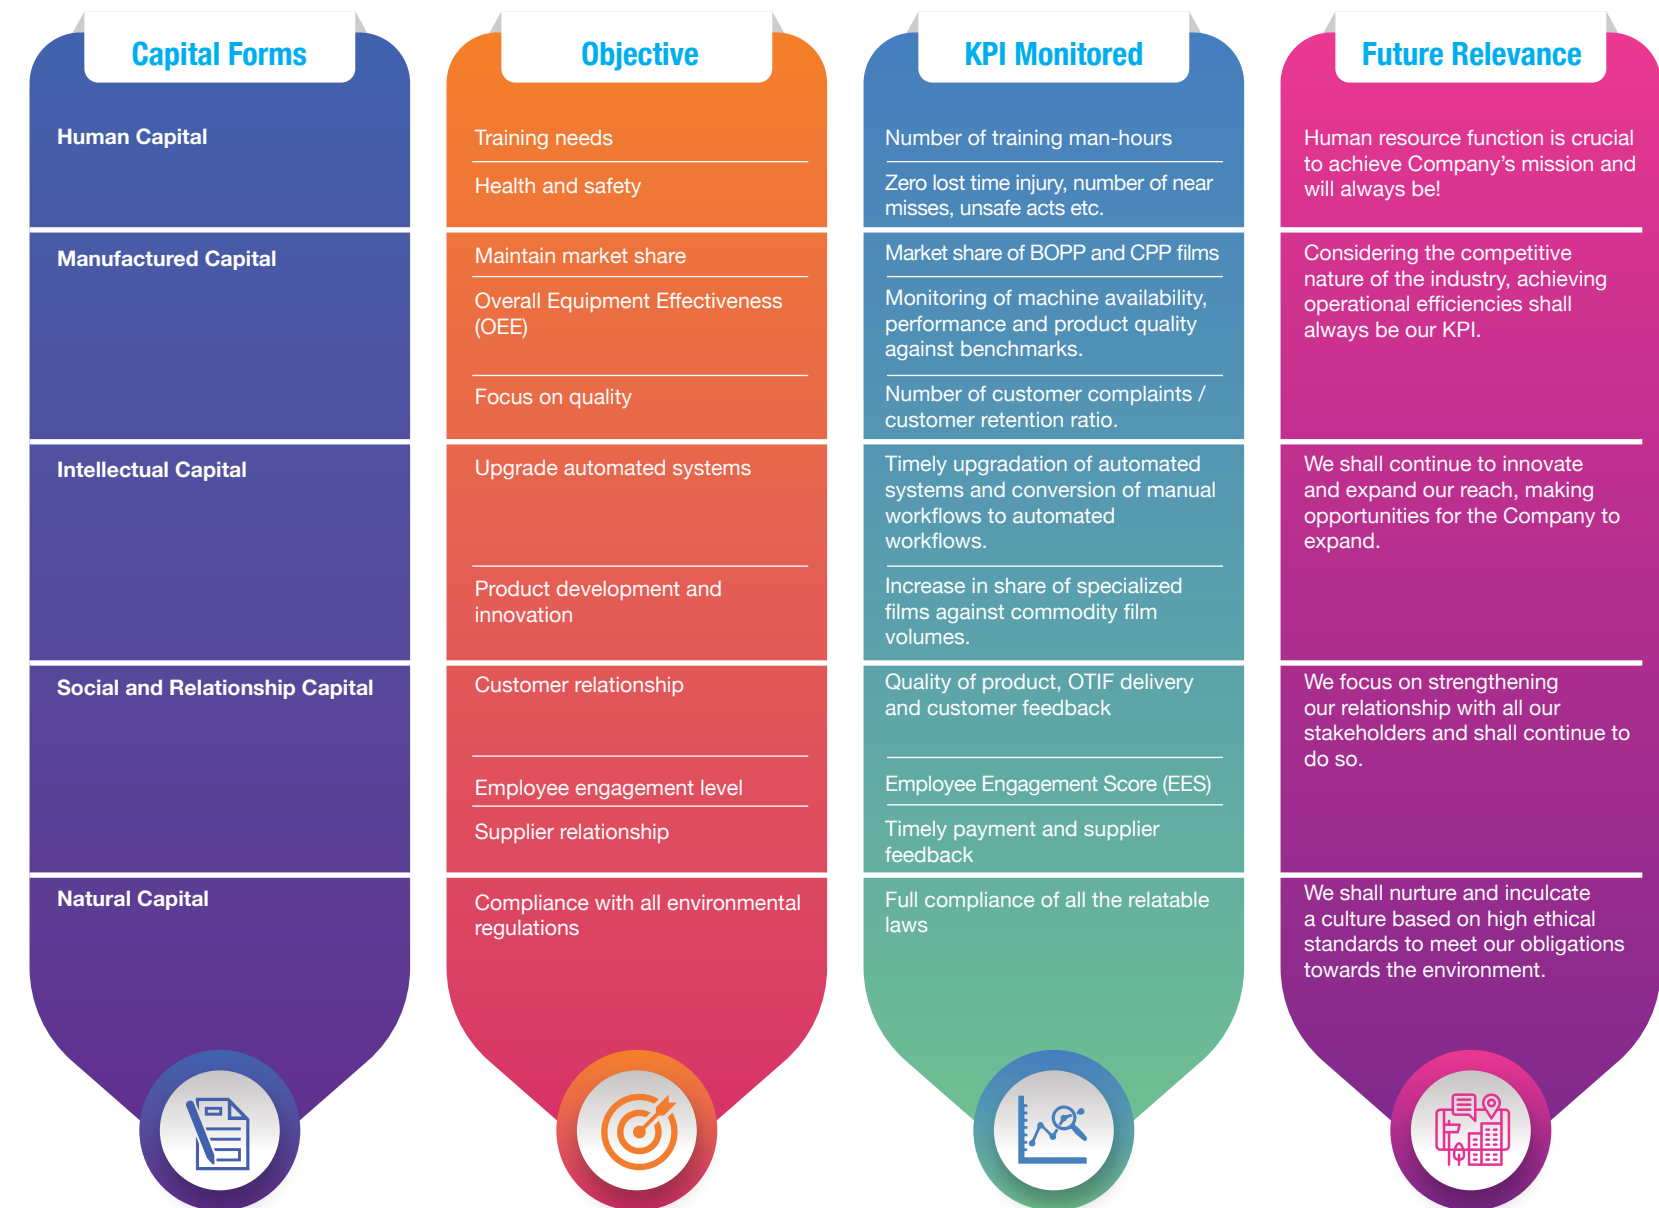 Capital Forms
Objective
KPI Monitored
Future Relevance
Human Capital
Training needs
Number of training man-hours
Health and safety
Zero lost time injury, number of near
misses, unsafe acts etc.
Human resource function is crucial
to achieve Company's mission and
will always be!
Manufactured Capital
Maintain market share
Market share of BOPP and CPP films
Overall Equipment Effectiveness
(OEE)
Monitoring of machine availability,
performance and product quality
against benchmarks.
Focus on quality
Number of customer complaints /
customer retention ratio.
Considering the competitive
nature of the industry, achieving
operational efficiencies shall
always be our KPI.
Intellectual Capital
Upgrade automated systems
Timely upgradation of automated
systems and conversion of manual
workflows to automated
workflows.
Product development and
innovation
Increase in share of specialized
films against commodity film
volumes.
We shall continue to innovate
and expand our reach, making
opportunities for the Company to
expand.
Social and Relationship Capital
Customer relationship
Quality of product, OTIF delivery
and customer feedback
Employee engagement level
Employee Engagement Score (EES)
Supplier relationship
Timely payment and supplier
feedback
We focus on strengthening
our relationship with all our
stakeholders and shall continue to
do so.
Natural Capital
Compliance with all environmental
regulations
Full compliance of all the relatable
laws
We shall nurture and inculcate
a culture based on high ethical
standards to meet our obligations
towards the environment.